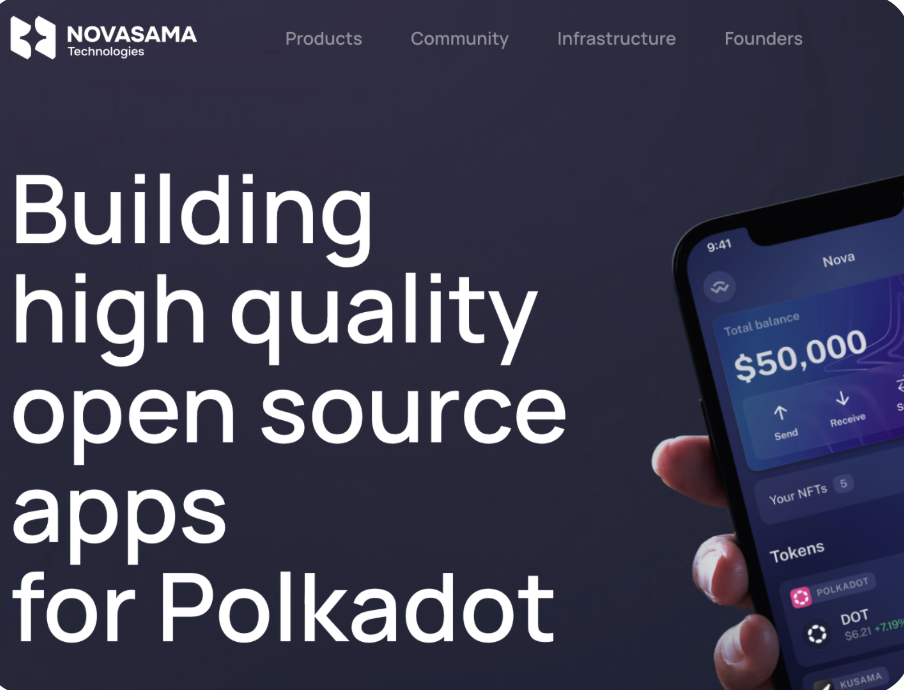 NOVASAMA
Technologies
Products Community Infrastructure Founders
Building
high quality
open source
apps
for Polkadot
9:41
Nova
Total balance
$50,000
Send Receive
Your NFTs 5
Tokens
POLKADOT
DOT
$6.21 +7.19%
KUSAMA